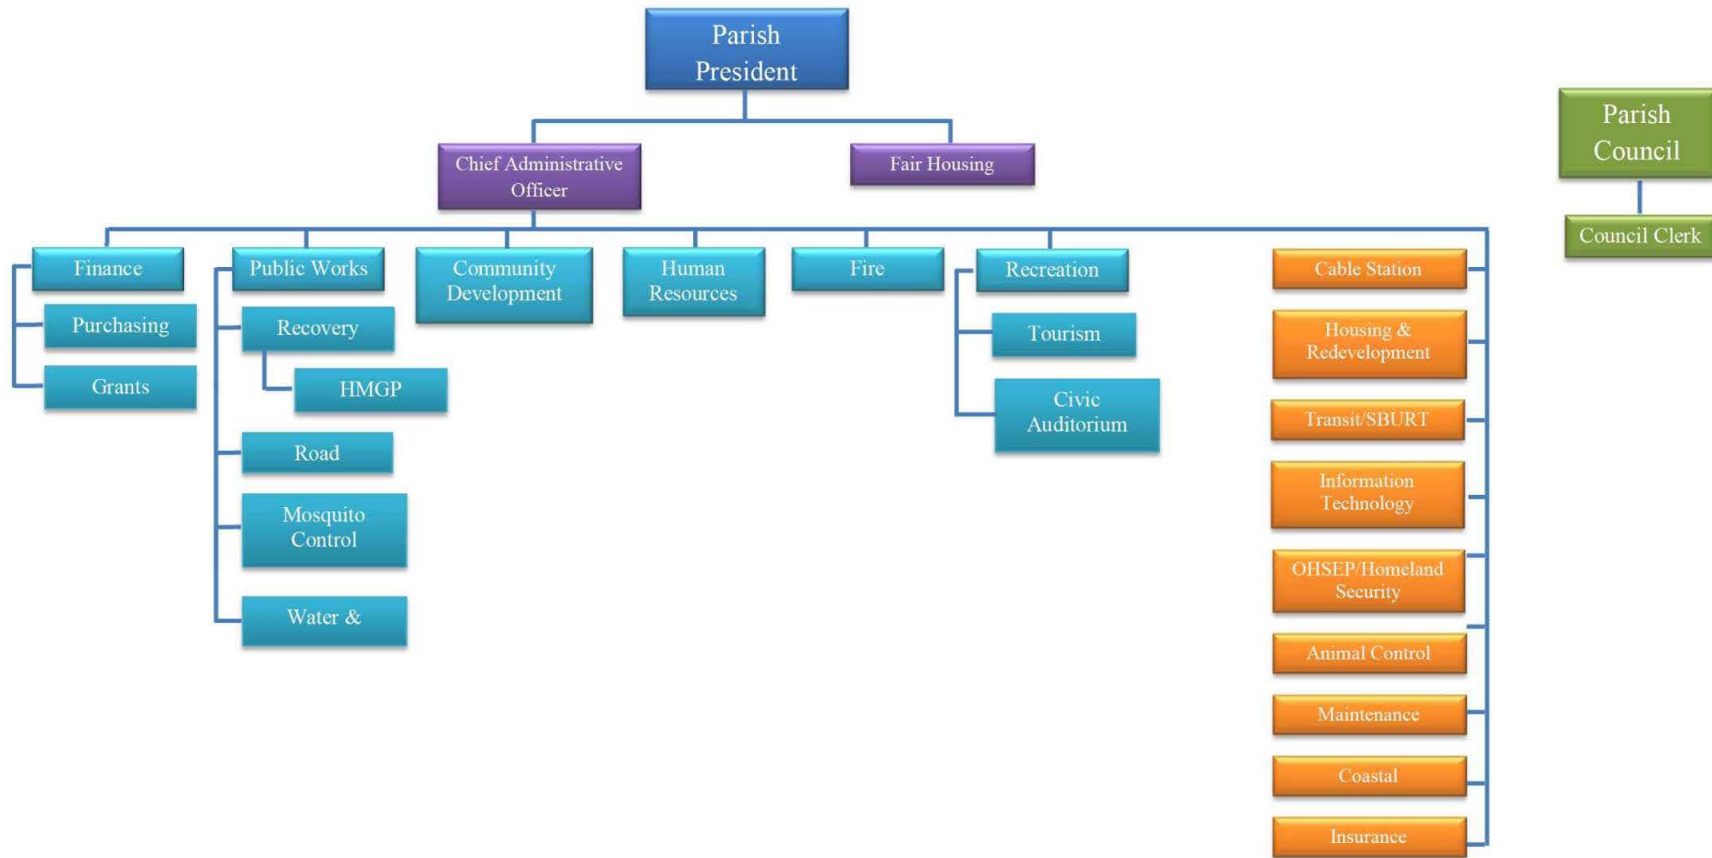 Parish
President
Parish
Council
Chief Administrative
Officer
Fair Housing
Council Clerk
Finance
Purchasing
Grants
Public Works
Recovery
HMGP
Road
Mosquito
Control
Water &
Community
Development
Human
Resources
Fire
Recreation
Tourism
Civic
Auditorium
Cable Station
Housing &
Redevelopment
Transit/SBURT
Information
Technology
OHSEP/Homeland
Security
Animal Control
Maintenance
Coastal
Insurance